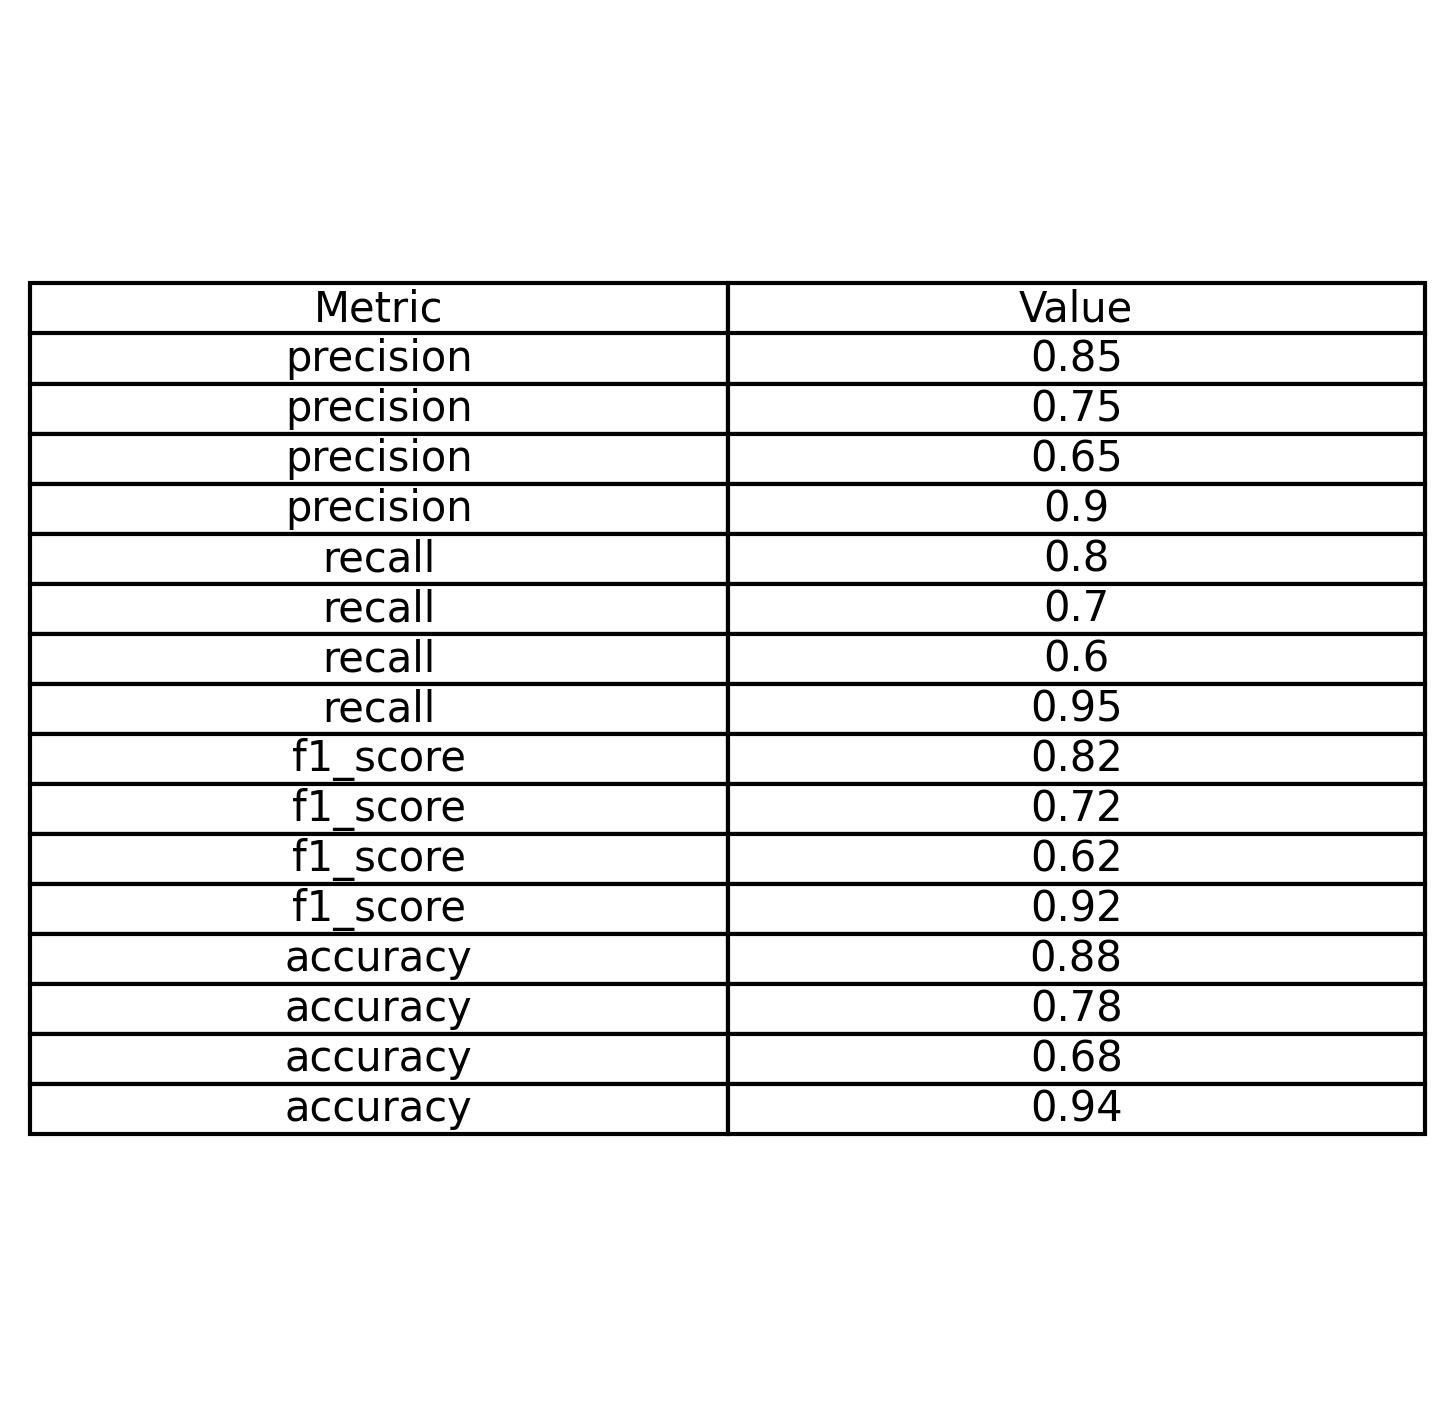 Metric Value
precision 0.85
precision 0.75
precision 0.65
precision 0.9
recall 0.8
recall 0.7
recall 0.6
recall 0.95
f1_score 0.82
f1_score 0.72
f1_score 0.62
f1_score 0.92
accuracy 0.88
accuracy 0.78
accuracy 0.68
accuracy 0.94